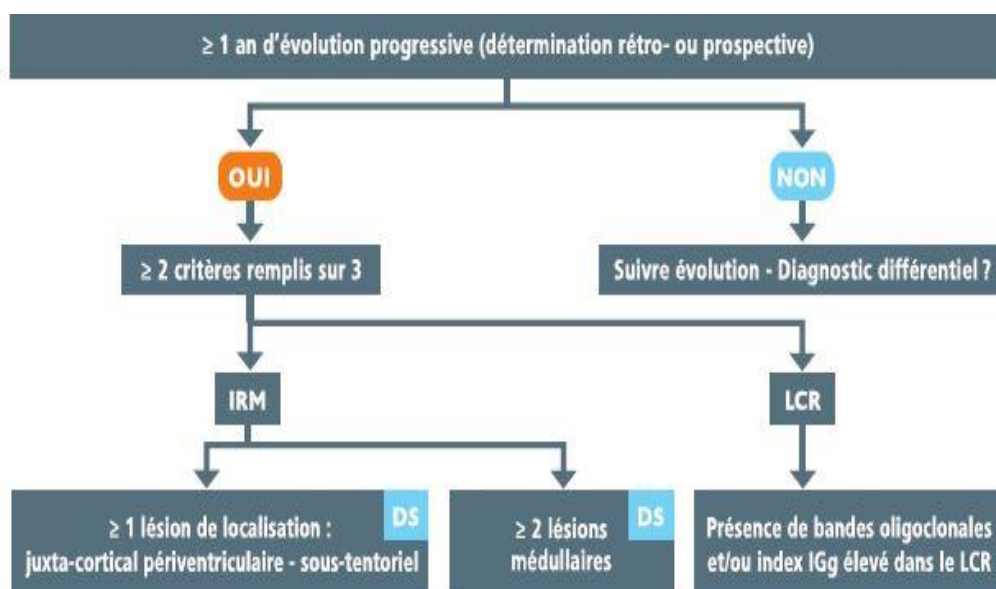 ≥ 1 an d'évolution progressive (détermination rétro- ou prospective)
OUI
NON
≥ 2 critères remplis sur 3
Suivre évolution - Diagnostic différentiel ?
IRM
LCR
DS
≥ 1 lésion de localisation :
juxta-cortical périventriculaire - sous-tentoriel
DS
≥ 2 lésions
médullaires
Présence de bandes oligoclonales
et/ou index IGg élevé dans le LCR